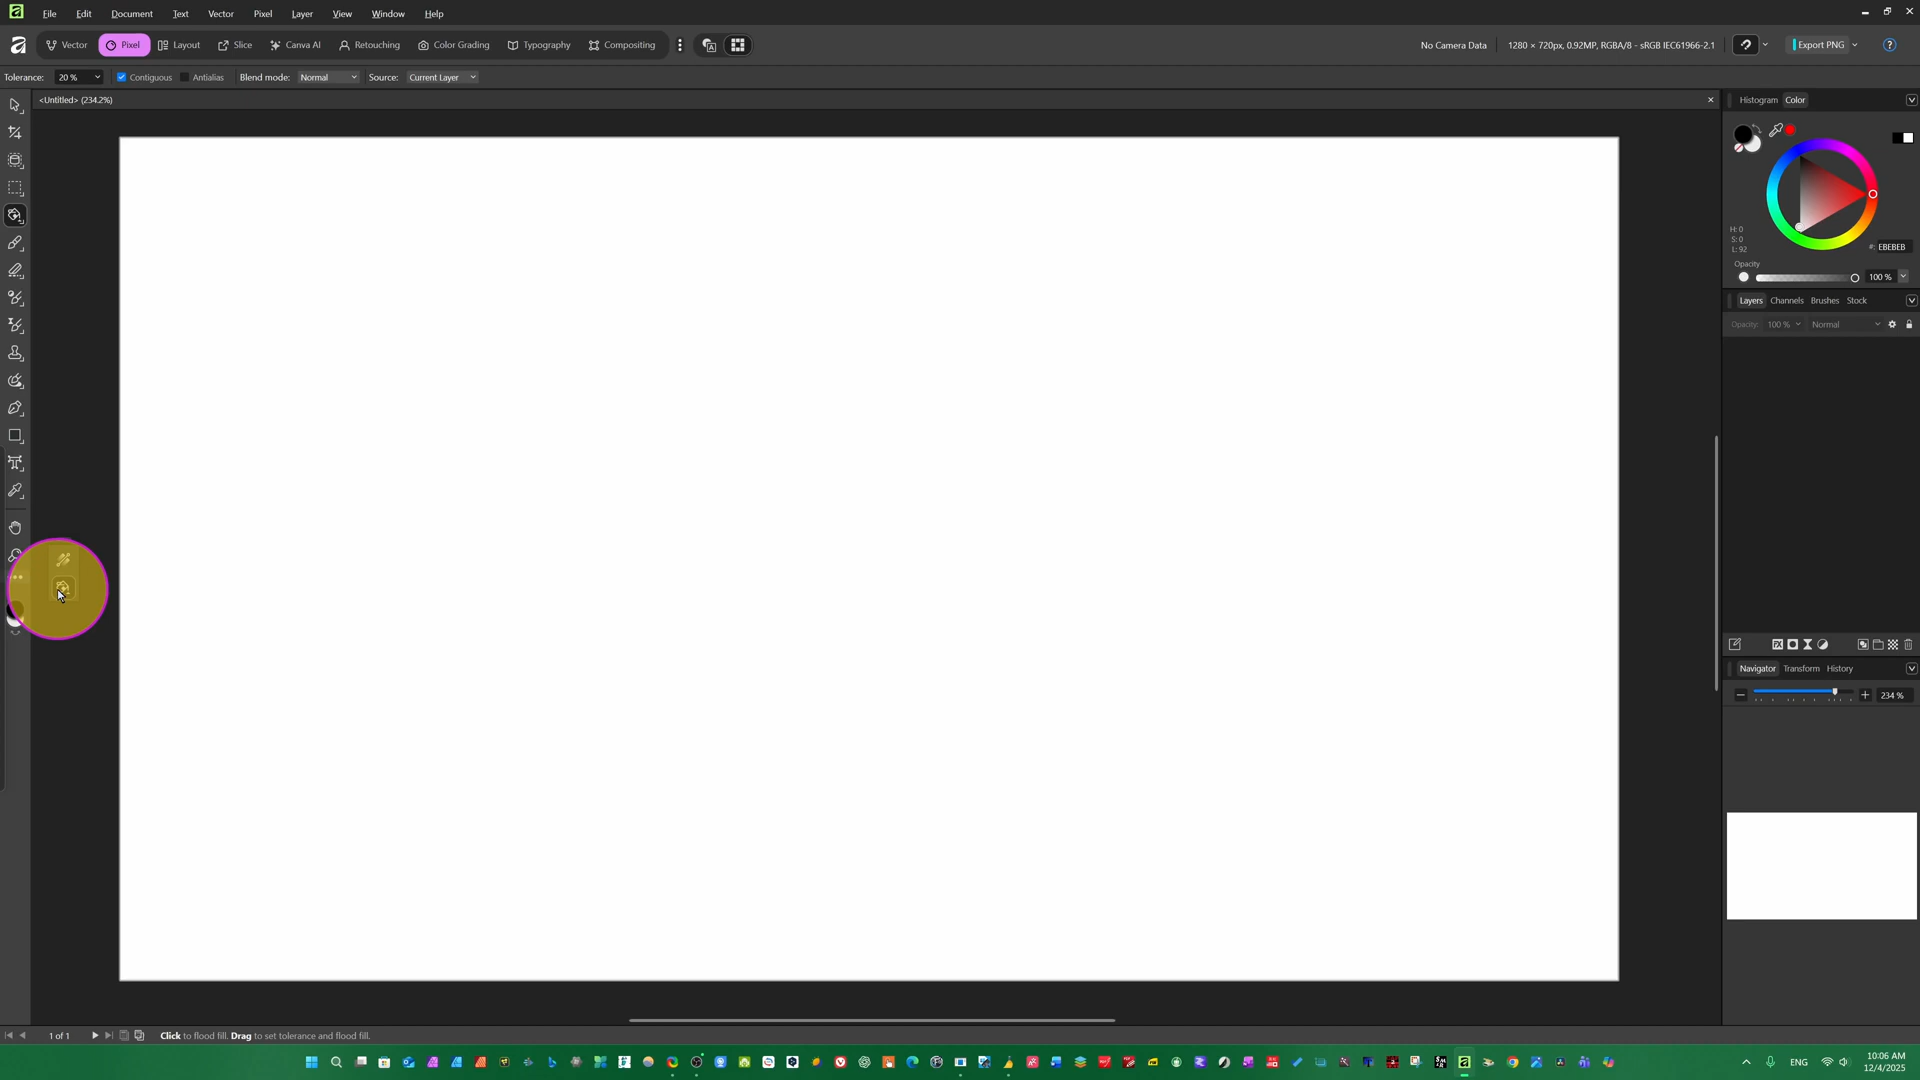 File Edit Document Text Vector Pixel Layer View Window Help
Vector Pixel Layout Slice Canva AI Retouching Color Grading Typography Compositing No Camera Data 1280 × 720px, 0.92MP, RGBA/8 - sRGB IEC61966-2.1 Export PNG
Tolerance: 20 % Contiguous Antialias Blend mode: Normal Source: Current Layer
<Untitled> (234.2%)
Histogram Color
H: 0
S: 0
L: 92
#: EBEBEB
Opacity
100 %
Layers Channels Brushes Stock
Opacity: 100 % Normal
Navigator Transform History
234 %
1 of 1 Click to flood fill. Drag to set tolerance and flood fill.
ENG
10:06 AM
12/4/2025